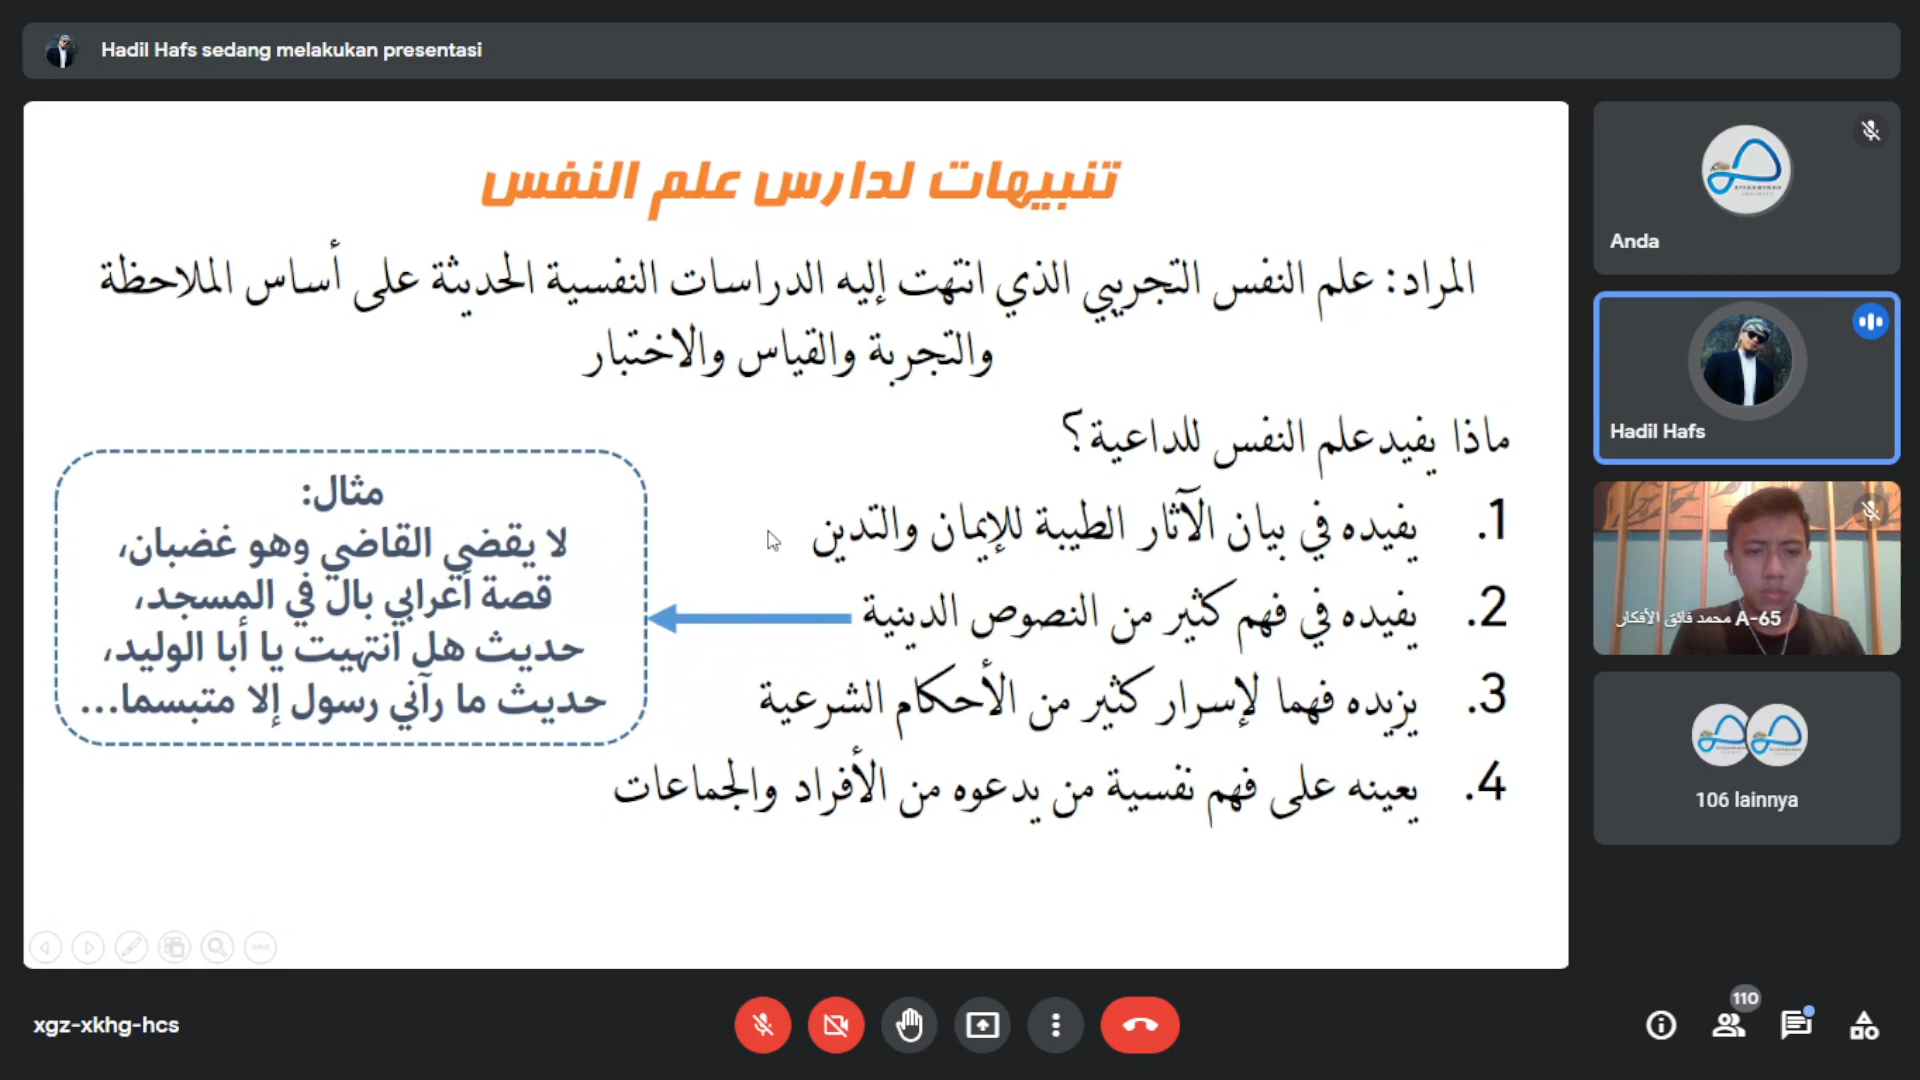 Hadil Hafs sedang melakukan presentasi
تنبيهات لدارس علم النفس
المراد: علم النفس التجريبي الذي انتهت إليه الدراسات النفسية الحديثة على أساس الملاحظة
والتجربة والقياس والاختبار
ماذا يفيد علم النفس للداعية؟
1. يفيده في بيان الآثار الطيبة للإيمان والتدين
2. يفيده في فهم كثير من النصوص الدينية
3. يزيده فهما لإسرار كثير من الأحكام الشرعية
4. يعينه على فهم نفسية من يدعوه من الأفراد والجماعات
مثال:
لا يقضي القاضي وهو غضبان،
قصة أعرابي بال في المسجد،
حديث هل انتهيت يا أبا الوليد،
حديث ما رآني رسول إلا متبسما...
Anda
Hadil Hafs
A-65 محمد فائق الأفكار
106 lainnya
xgz-xkhg-hcs
110